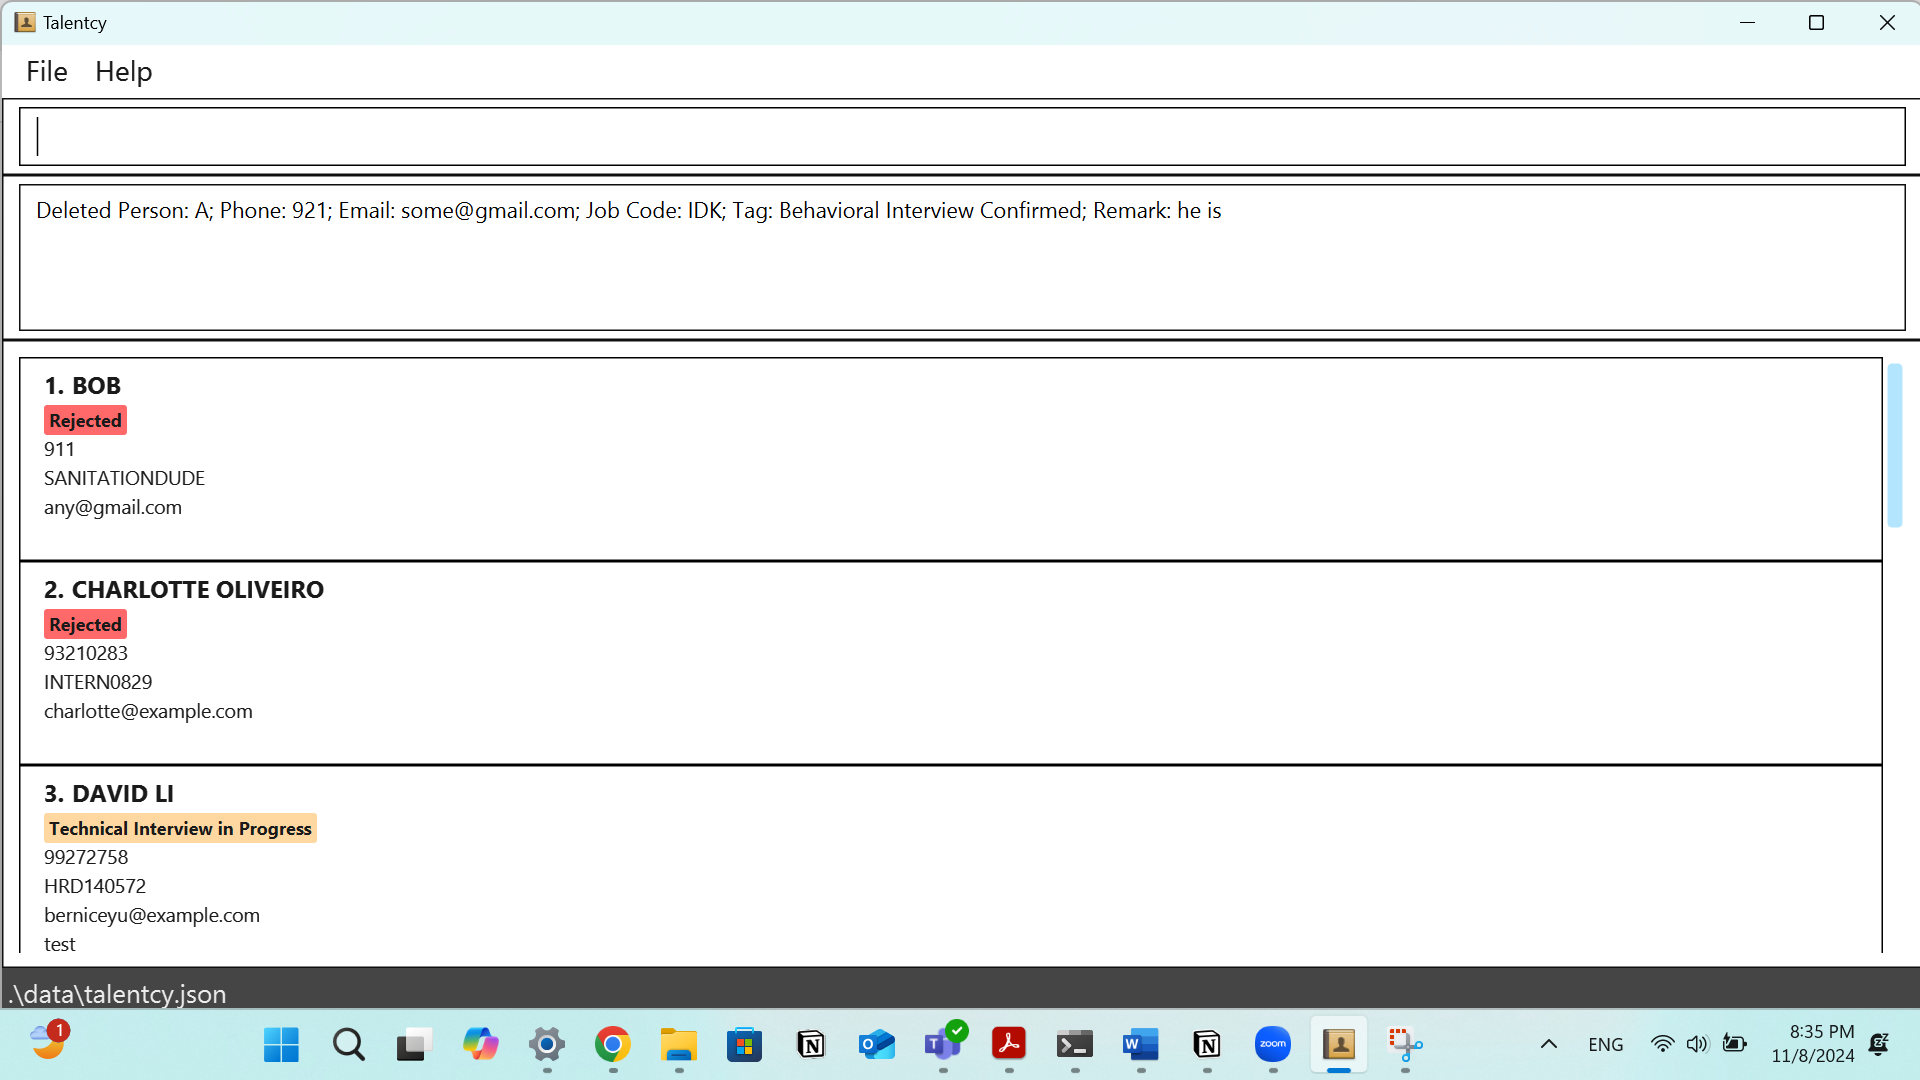 Talentcy
File Help
Deleted Person: A; Phone: 921; Email: some@gmail.com; Job Code: IDK; Tag: Behavioral Interview Confirmed; Remark: he is
1. BOB
Rejected
911
SANITATIONDUDE
any@gmail.com
2. CHARLOTTE OLIVEIRO
Rejected
93210283
INTERN0829
charlotte@example.com
3. DAVID LI
Technical Interview in Progress
99272758
HRD140572
berniceyu@example.com
test
.\data\talentcy.json
1
zoom
ENG
8:35 PM
11/8/2024